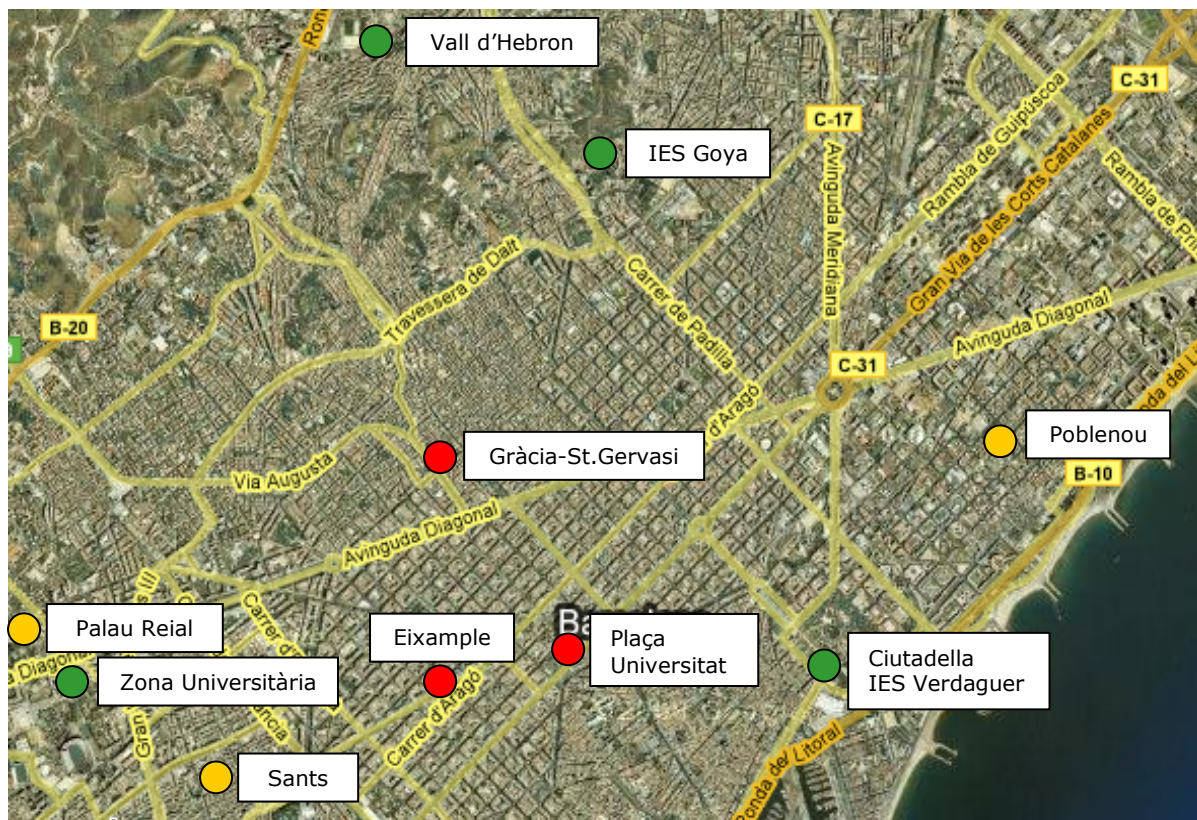 Vall d'Hebron
C-31
C-17
IES Goya
Rambla de Guipúscoa
Gran Via de les Corts Catalanes
Avinguda Meridiana
Travessera de Dalt
Carrer de Padilla
B-20
Avinguda Diagonal
C-31
d'Aragó
Poblenou
Gràcia-St.Gervasi
Via Augusta
B-10
Avinguda Diagonal
Palau Reial
Eixample
Plaça
Universitat
Ciutadella
IES Verdaguer
Zona Universitària
Diagonal
Carrer d'Aragó
Sants
Ronda del Litoral